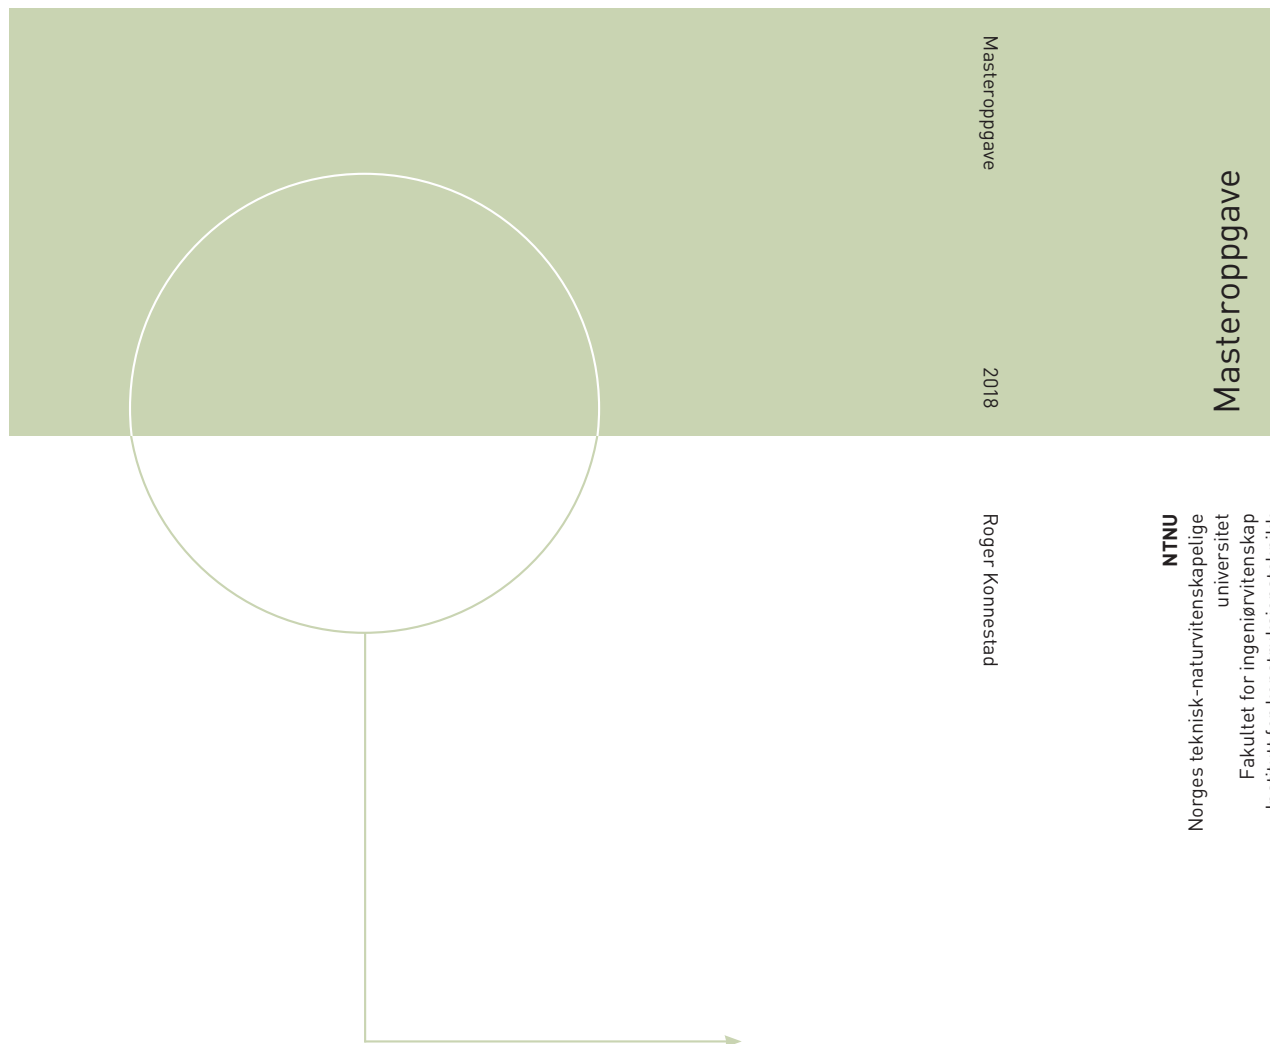 Masteroppgave
2018
Roger Konnestad
Masteroppgave
NTNU
Norges teknisk-naturvitenskapelige
universitet
Fakultet for ingeniørvitenskap